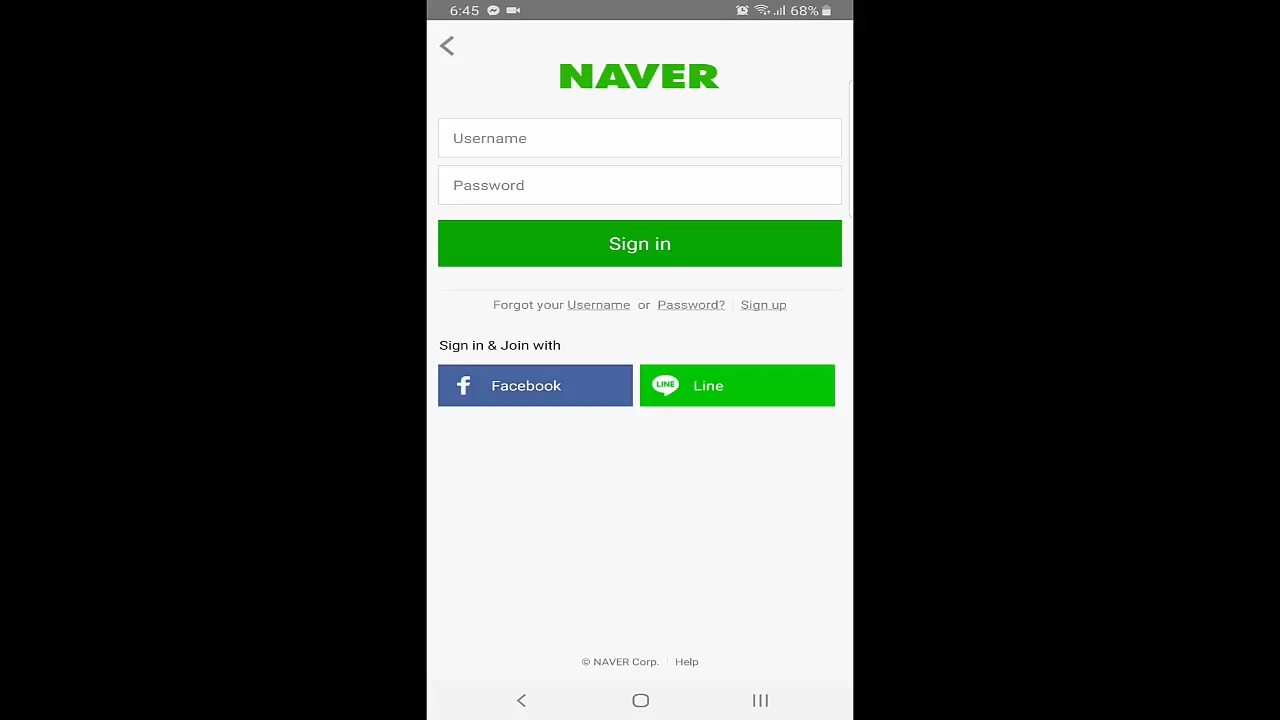 6:45 68%
NAVER
Username
Password
Sign in
Forgot your Username or Password? Sign up
Sign in & Join with
Facebook LINE Line
© NAVER Corp. Help